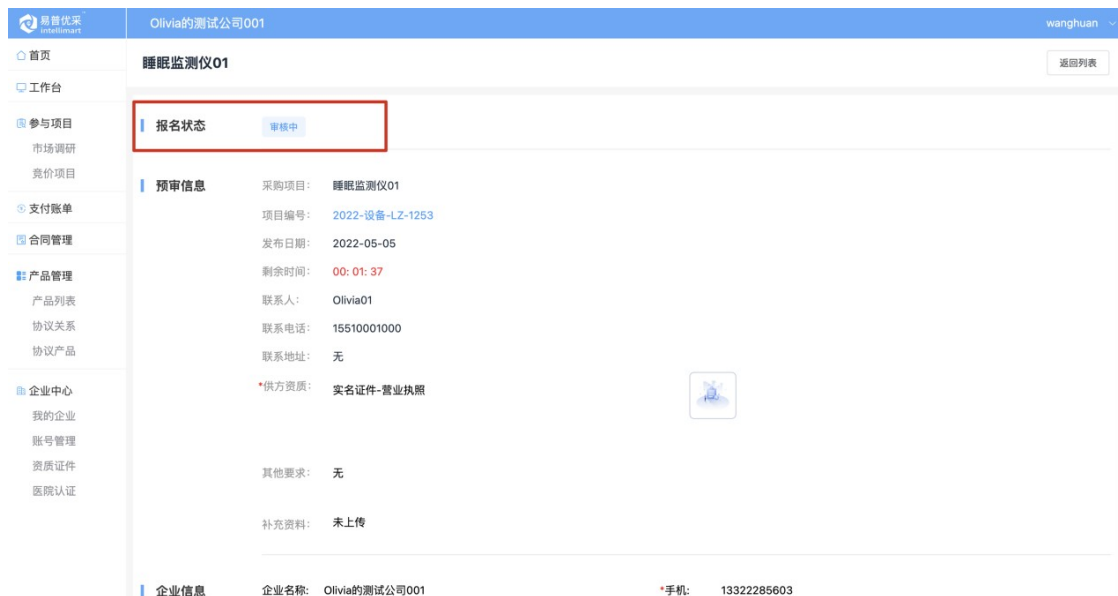 易普优采
intellimart
Olivia的测试公司001
wanghuan
首页
睡眠监测仪01
返回列表
工作台
参与项目
报名状态 审核中
市场调研
竞价项目
预审信息 采购项目： 睡眠监测仪01
支付账单
项目编号： 2022-设备-LZ-1253
合同管理
发布日期： 2022-05-05
产品管理
剩余时间： 00: 01: 37
产品列表
联系人： Olivia01
协议关系
联系电话： 15510001000
协议产品
联系地址： 无
企业中心
*供方资质： 实名证件-营业执照
我的企业
账号管理
资质证件
其他要求： 无
医院认证
补充资料： 未上传
企业信息 企业名称: Olivia的测试公司001 *手机: 13322285603